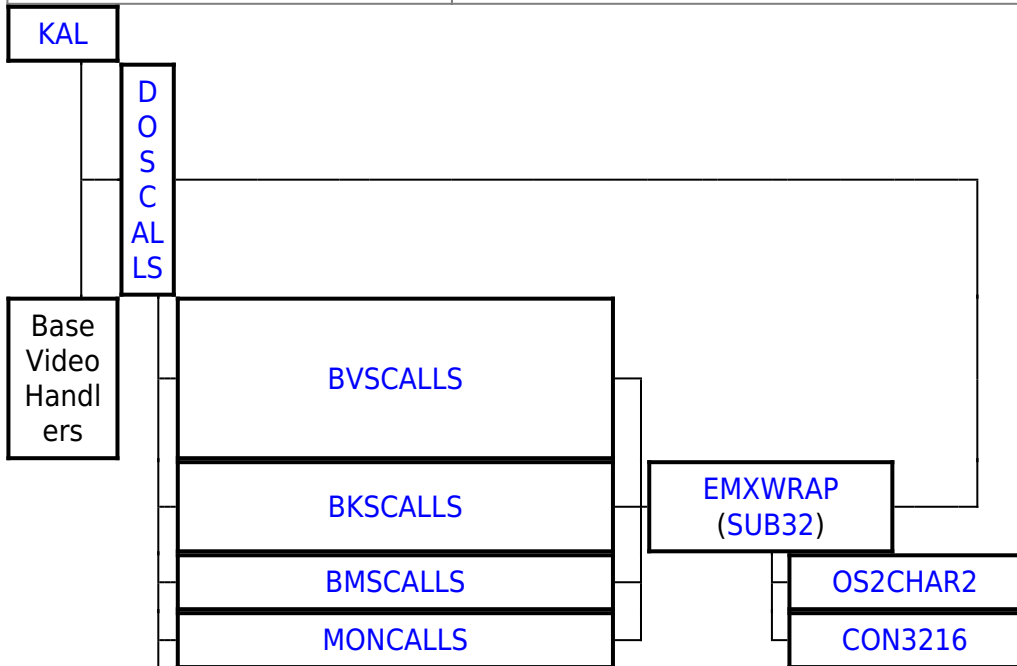 KAL
D
O
S
C
AL
LS
Base
Video
Handl
ers
BVSCALLS
BKSCALLS
EMXWRAP
(SUB32)
BMSCALLS
OS2CHAR2
MONCALLS
CON3216